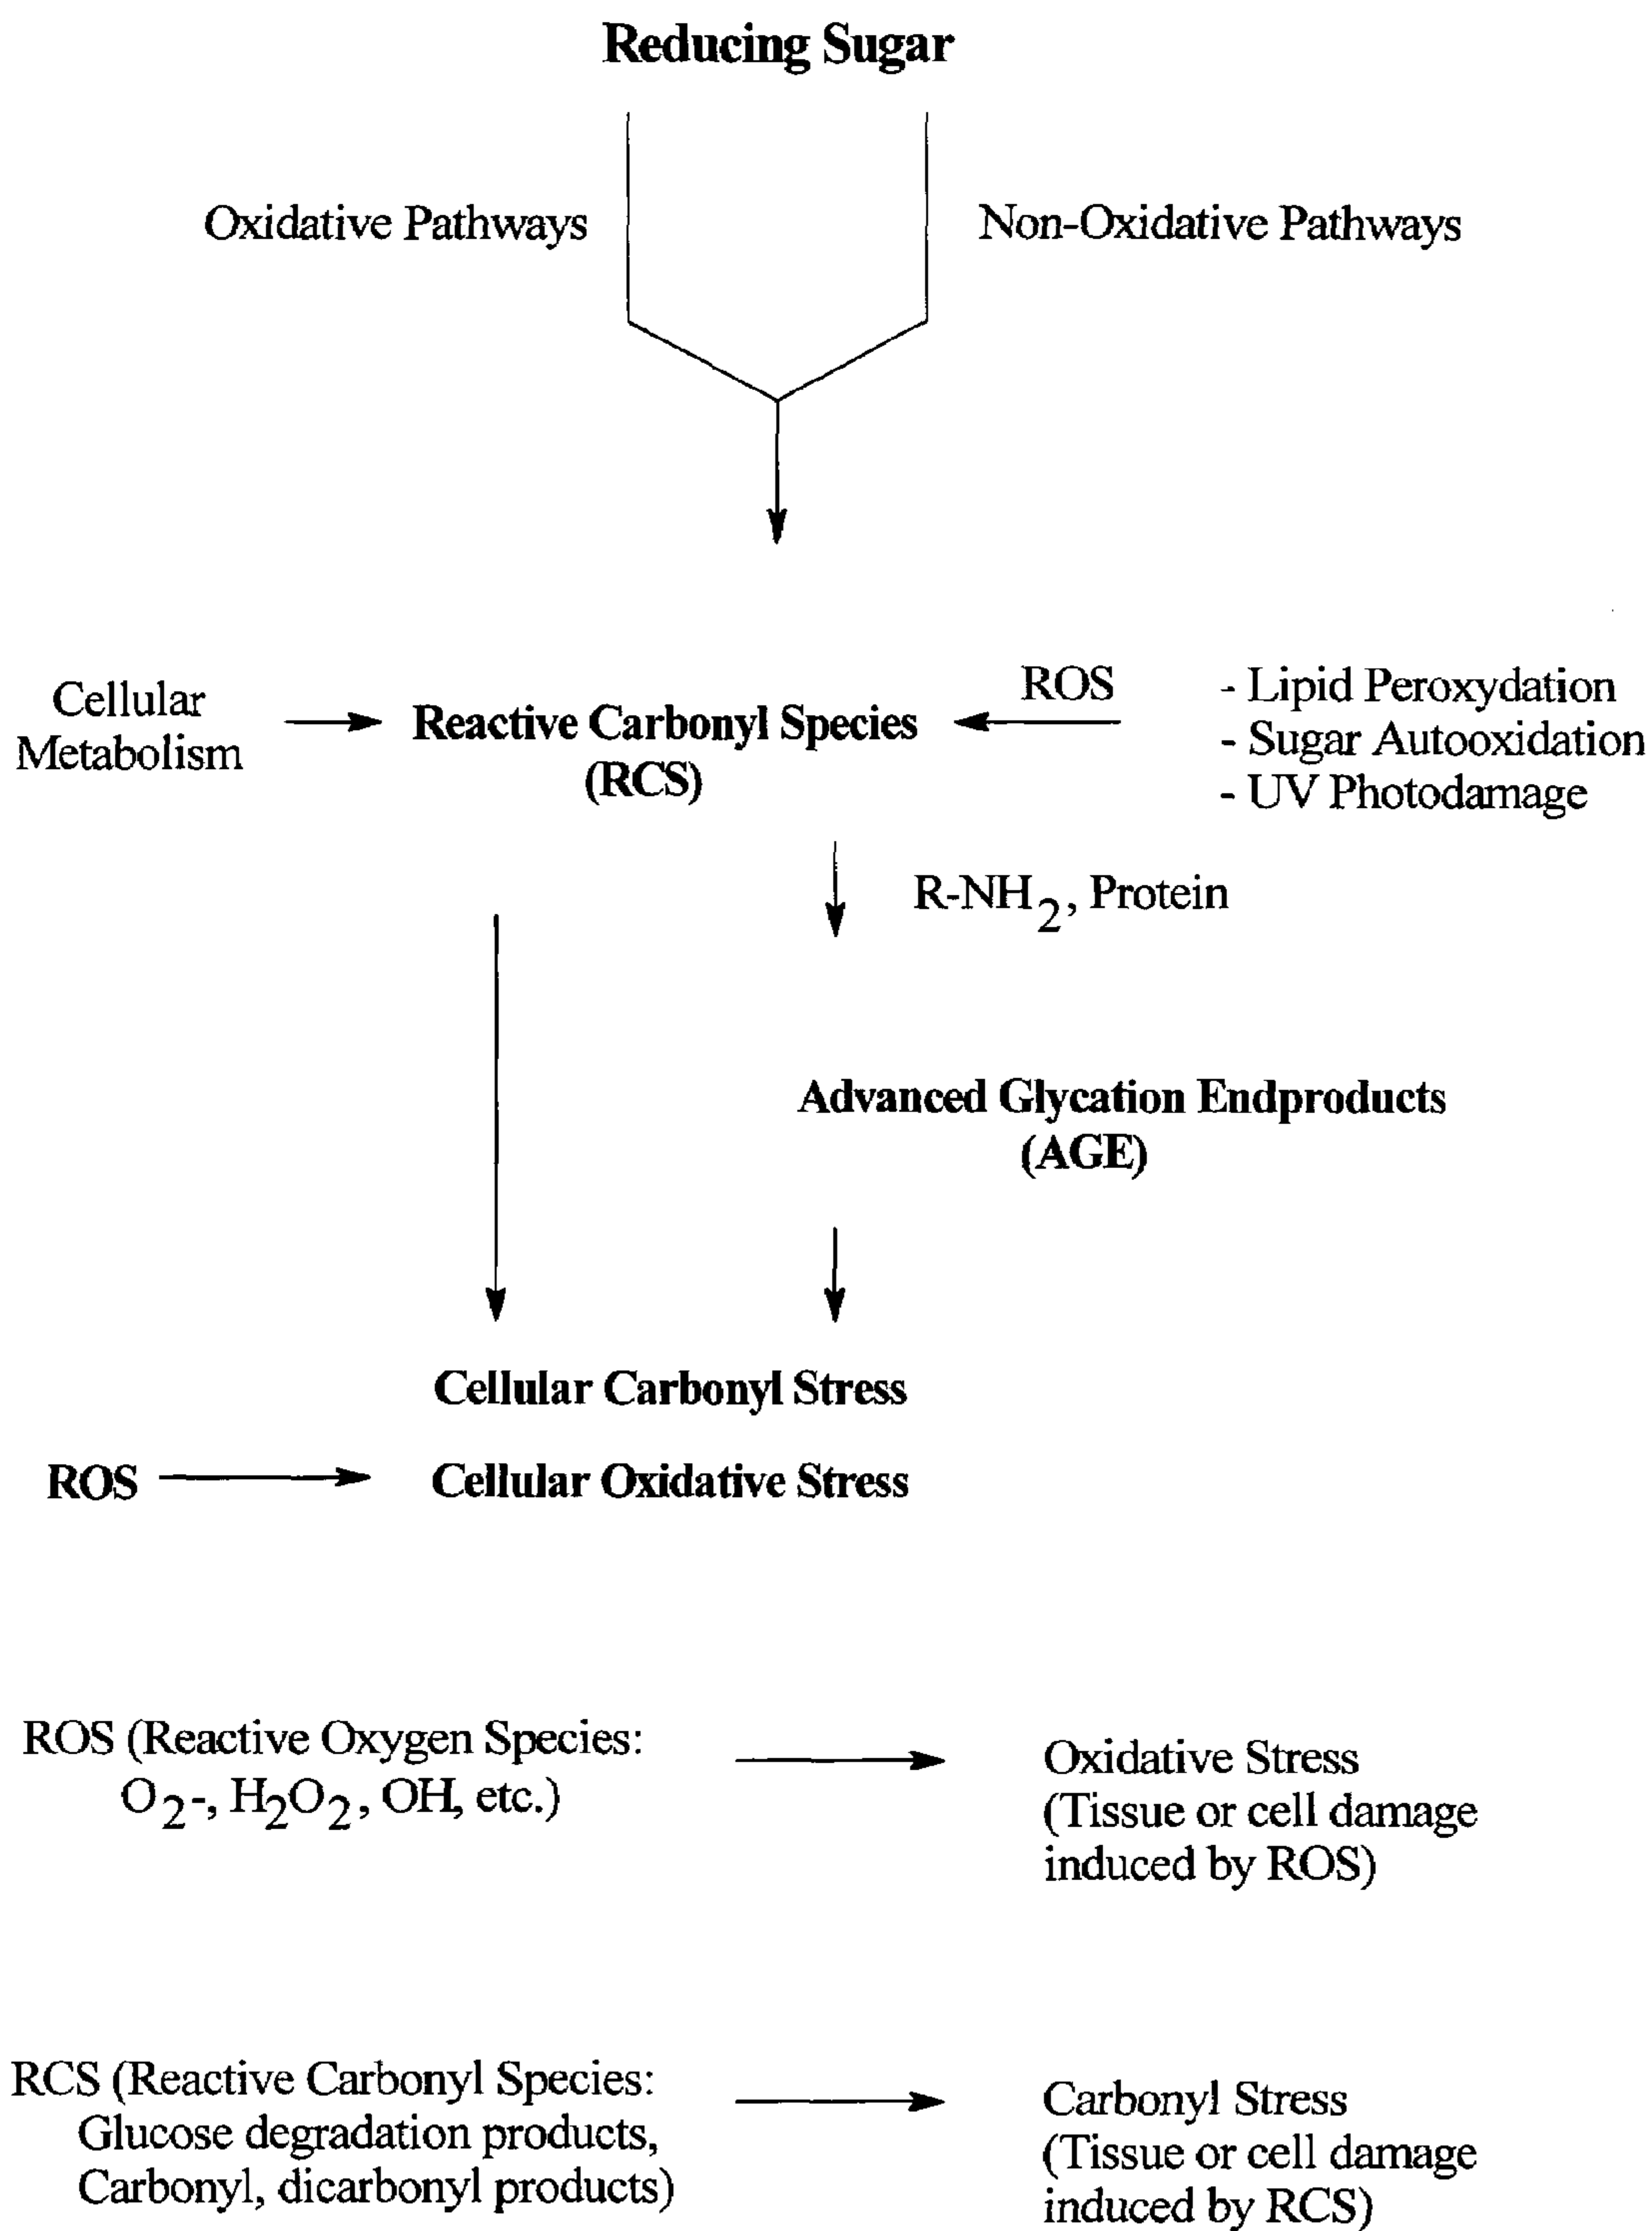 Reducing Sugar
Oxidative Pathways
Non-Oxidative Pathways
Cellular
Metabolism
Reactive Carbonyl Species
(RCS)
ROS
- Lipid Peroxydation
- Sugar Autooxidation
- UV Photodamage
R-NH2, Protein
Advanced Glycation Endproducts
(AGE)
Cellular Carbonyl Stress
ROS
Cellular Oxidative Stress
ROS (Reactive Oxygen Species:
O2-, H2O2, OH, etc.)
Oxidative Stress
(Tissue or cell damage
induced by ROS)
RCS (Reactive Carbonyl Species:
Glucose degradation products,
Carbonyl, dicarbonyl products)
Carbonyl Stress
(Tissue or cell damage
induced by RCS)